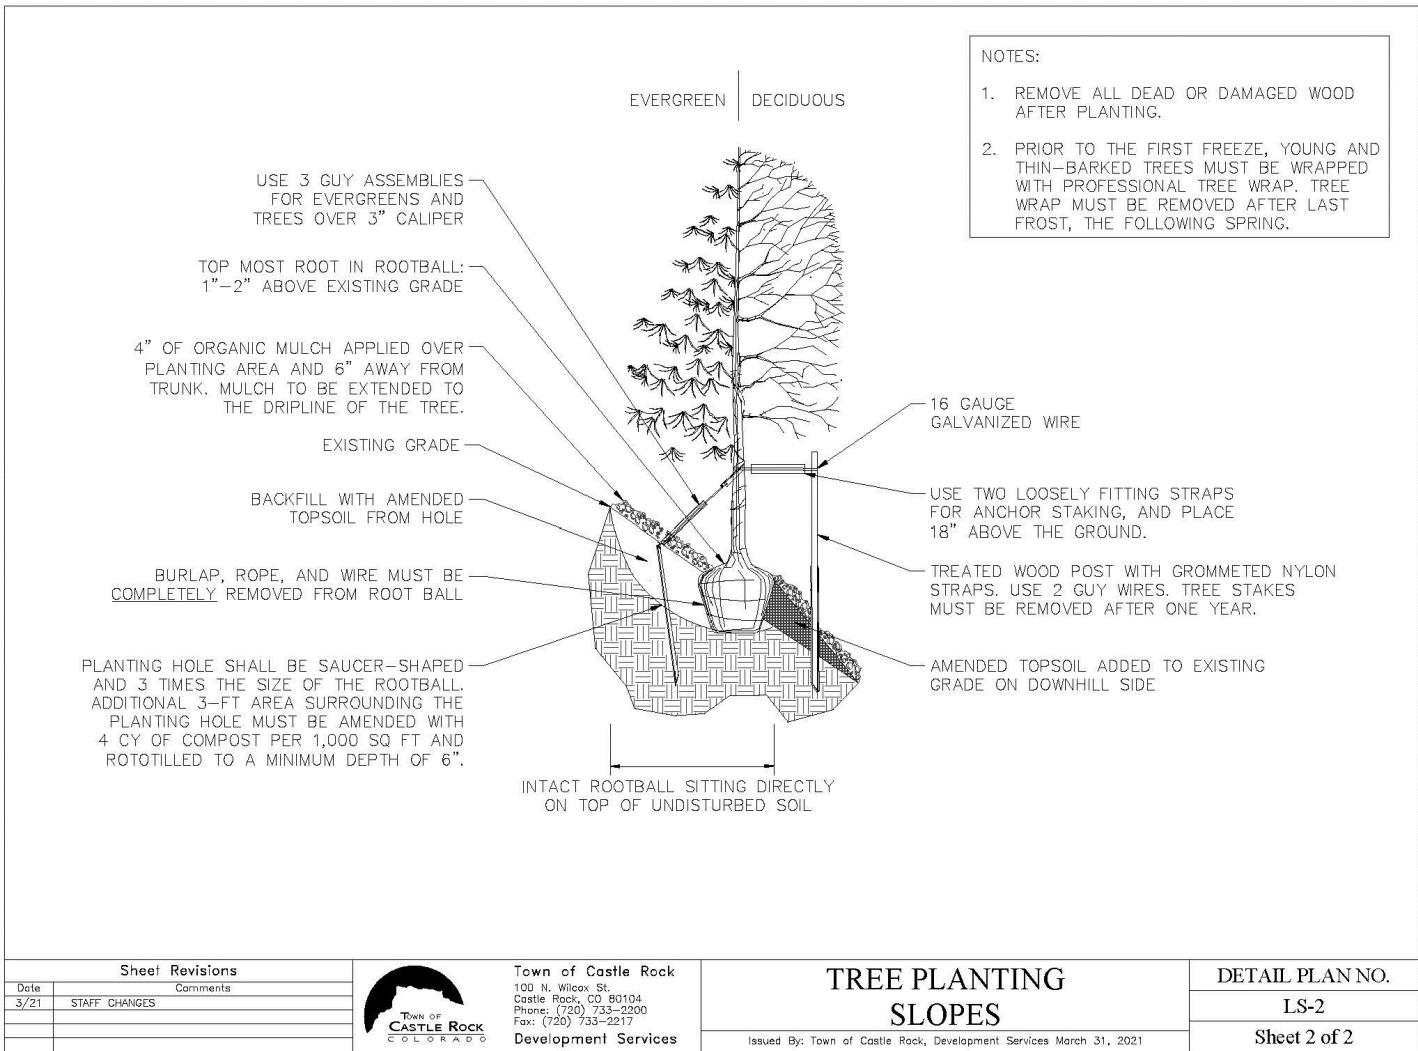 EVERGREEN DECIDUOUS
NOTES:
1. REMOVE ALL DEAD OR DAMAGED WOOD
AFTER PLANTING.
2. PRIOR TO THE FIRST FREEZE, YOUNG AND
THIN-BARKED TREES MUST BE WRAPPED
WITH PROFESSIONAL TREE WRAP. TREE
WRAP MUST BE REMOVED AFTER LAST
FROST, THE FOLLOWING SPRING.
USE 3 GUY ASSEMBLIES
FOR EVERGREENS AND
TREES OVER 3" CALIPER
TOP MOST ROOT IN ROOTBALL:
1"-2" ABOVE EXISTING GRADE
4" OF ORGANIC MULCH APPLIED OVER
PLANTING AREA AND 6" AWAY FROM
TRUNK. MULCH TO BE EXTENDED TO
THE DRIPLINE OF THE TREE.
EXISTING GRADE
BACKFILL WITH AMENDED
TOPSOIL FROM HOLE
BURLAP, ROPE, AND WIRE MUST BE
COMPLETELY REMOVED FROM ROOT BALL
PLANTING HOLE SHALL BE SAUCER-SHAPED
AND 3 TIMES THE SIZE OF THE ROOTBALL.
ADDITIONAL 3-FT AREA SURROUNDING THE
PLANTING HOLE MUST BE AMENDED WITH
4 CY OF COMPOST PER 1,000 SQ FT AND
ROTOTILLED TO A MINIMUM DEPTH OF 6".
16 GAUGE
GALVANIZED WIRE
USE TWO LOOSELY FITTING STRAPS
FOR ANCHOR STAKING, AND PLACE
18" ABOVE THE GROUND.
TREATED WOOD POST WITH GROMMETED NYLON
STRAPS. USE 2 GUY WIRES. TREE STAKES
MUST BE REMOVED AFTER ONE YEAR.
AMENDED TOPSOIL ADDED TO EXISTING
GRADE ON DOWNHILL SIDE
INTACT ROOTBALL SITTING DIRECTLY
ON TOP OF UNDISTURBED SOIL
Sheet Revisions
Date Comments
3/21 STAFF CHANGES
TOWN OF
CASTLE ROCK
COLORADO
Town of Castle Rock
100 N. Wilcox St.
Castle Rock, CO 80104
Phone: (720) 733-2200
Fax: (720) 733-2217
Development Services
TREE PLANTING
SLOPES
Issued By: Town of Castle Rock, Development Services March 31, 2021
DETAIL PLAN NO.
LS-2
Sheet 2 of 2